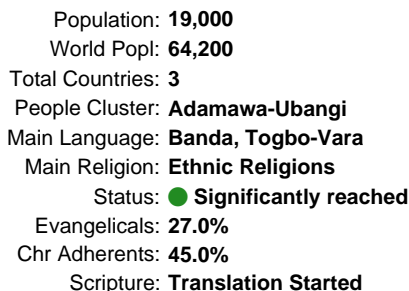 Population: 19,000
World Popl: 64,200
Total Countries: 3
People Cluster: Adamawa-Ubangi
Main Language: Banda, Togbo-Vara
Main Religion: Ethnic Religions
Status: Significantly reached
Evangelicals: 27.0%
Chr Adherents: 45.0%
Scripture: Translation Started